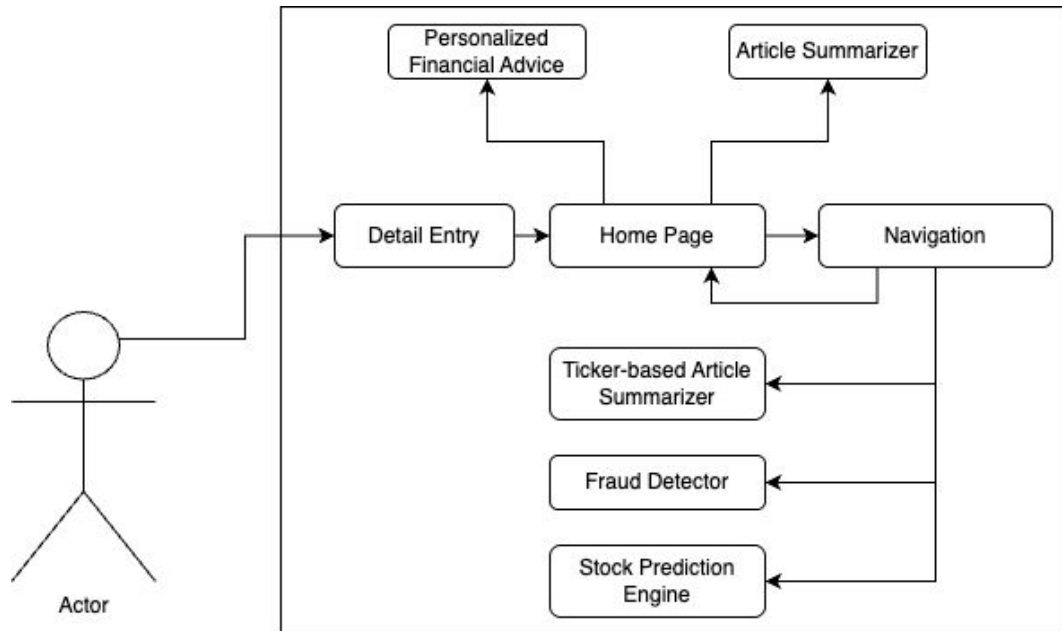 Personalized
Financial Advice
Article Summarizer
Detail Entry
Home Page
Navigation
Ticker-based Article
Summarizer
Fraud Detector
Stock Prediction
Engine
Actor